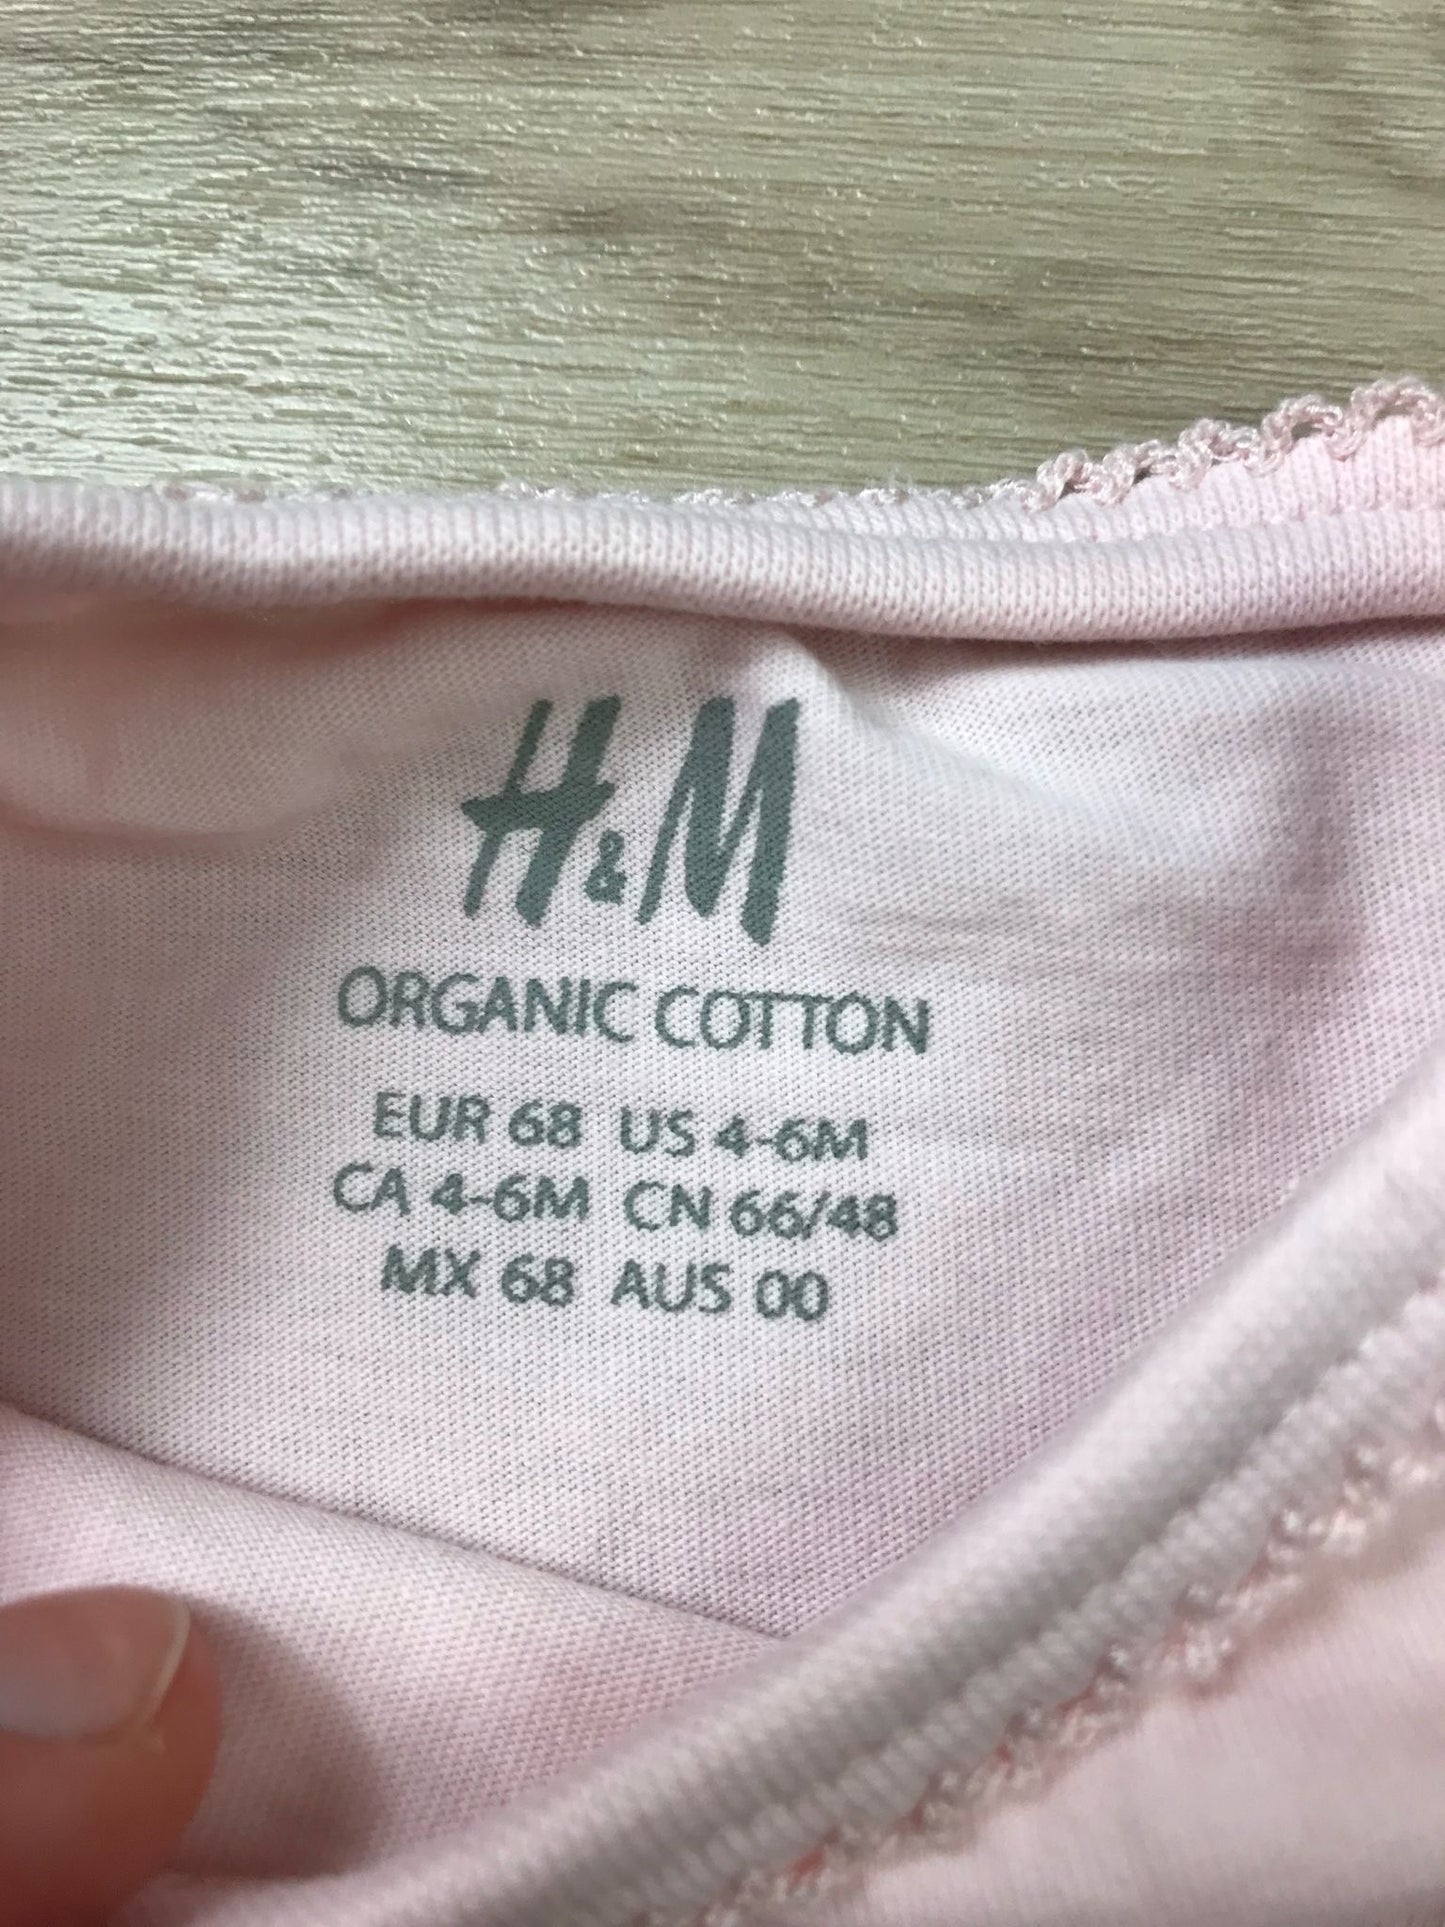 H&M
ORGANIC COTTON
EUR 68 US 4-6M
CA 4-6M CN 66/48
MX 68 AUS 00